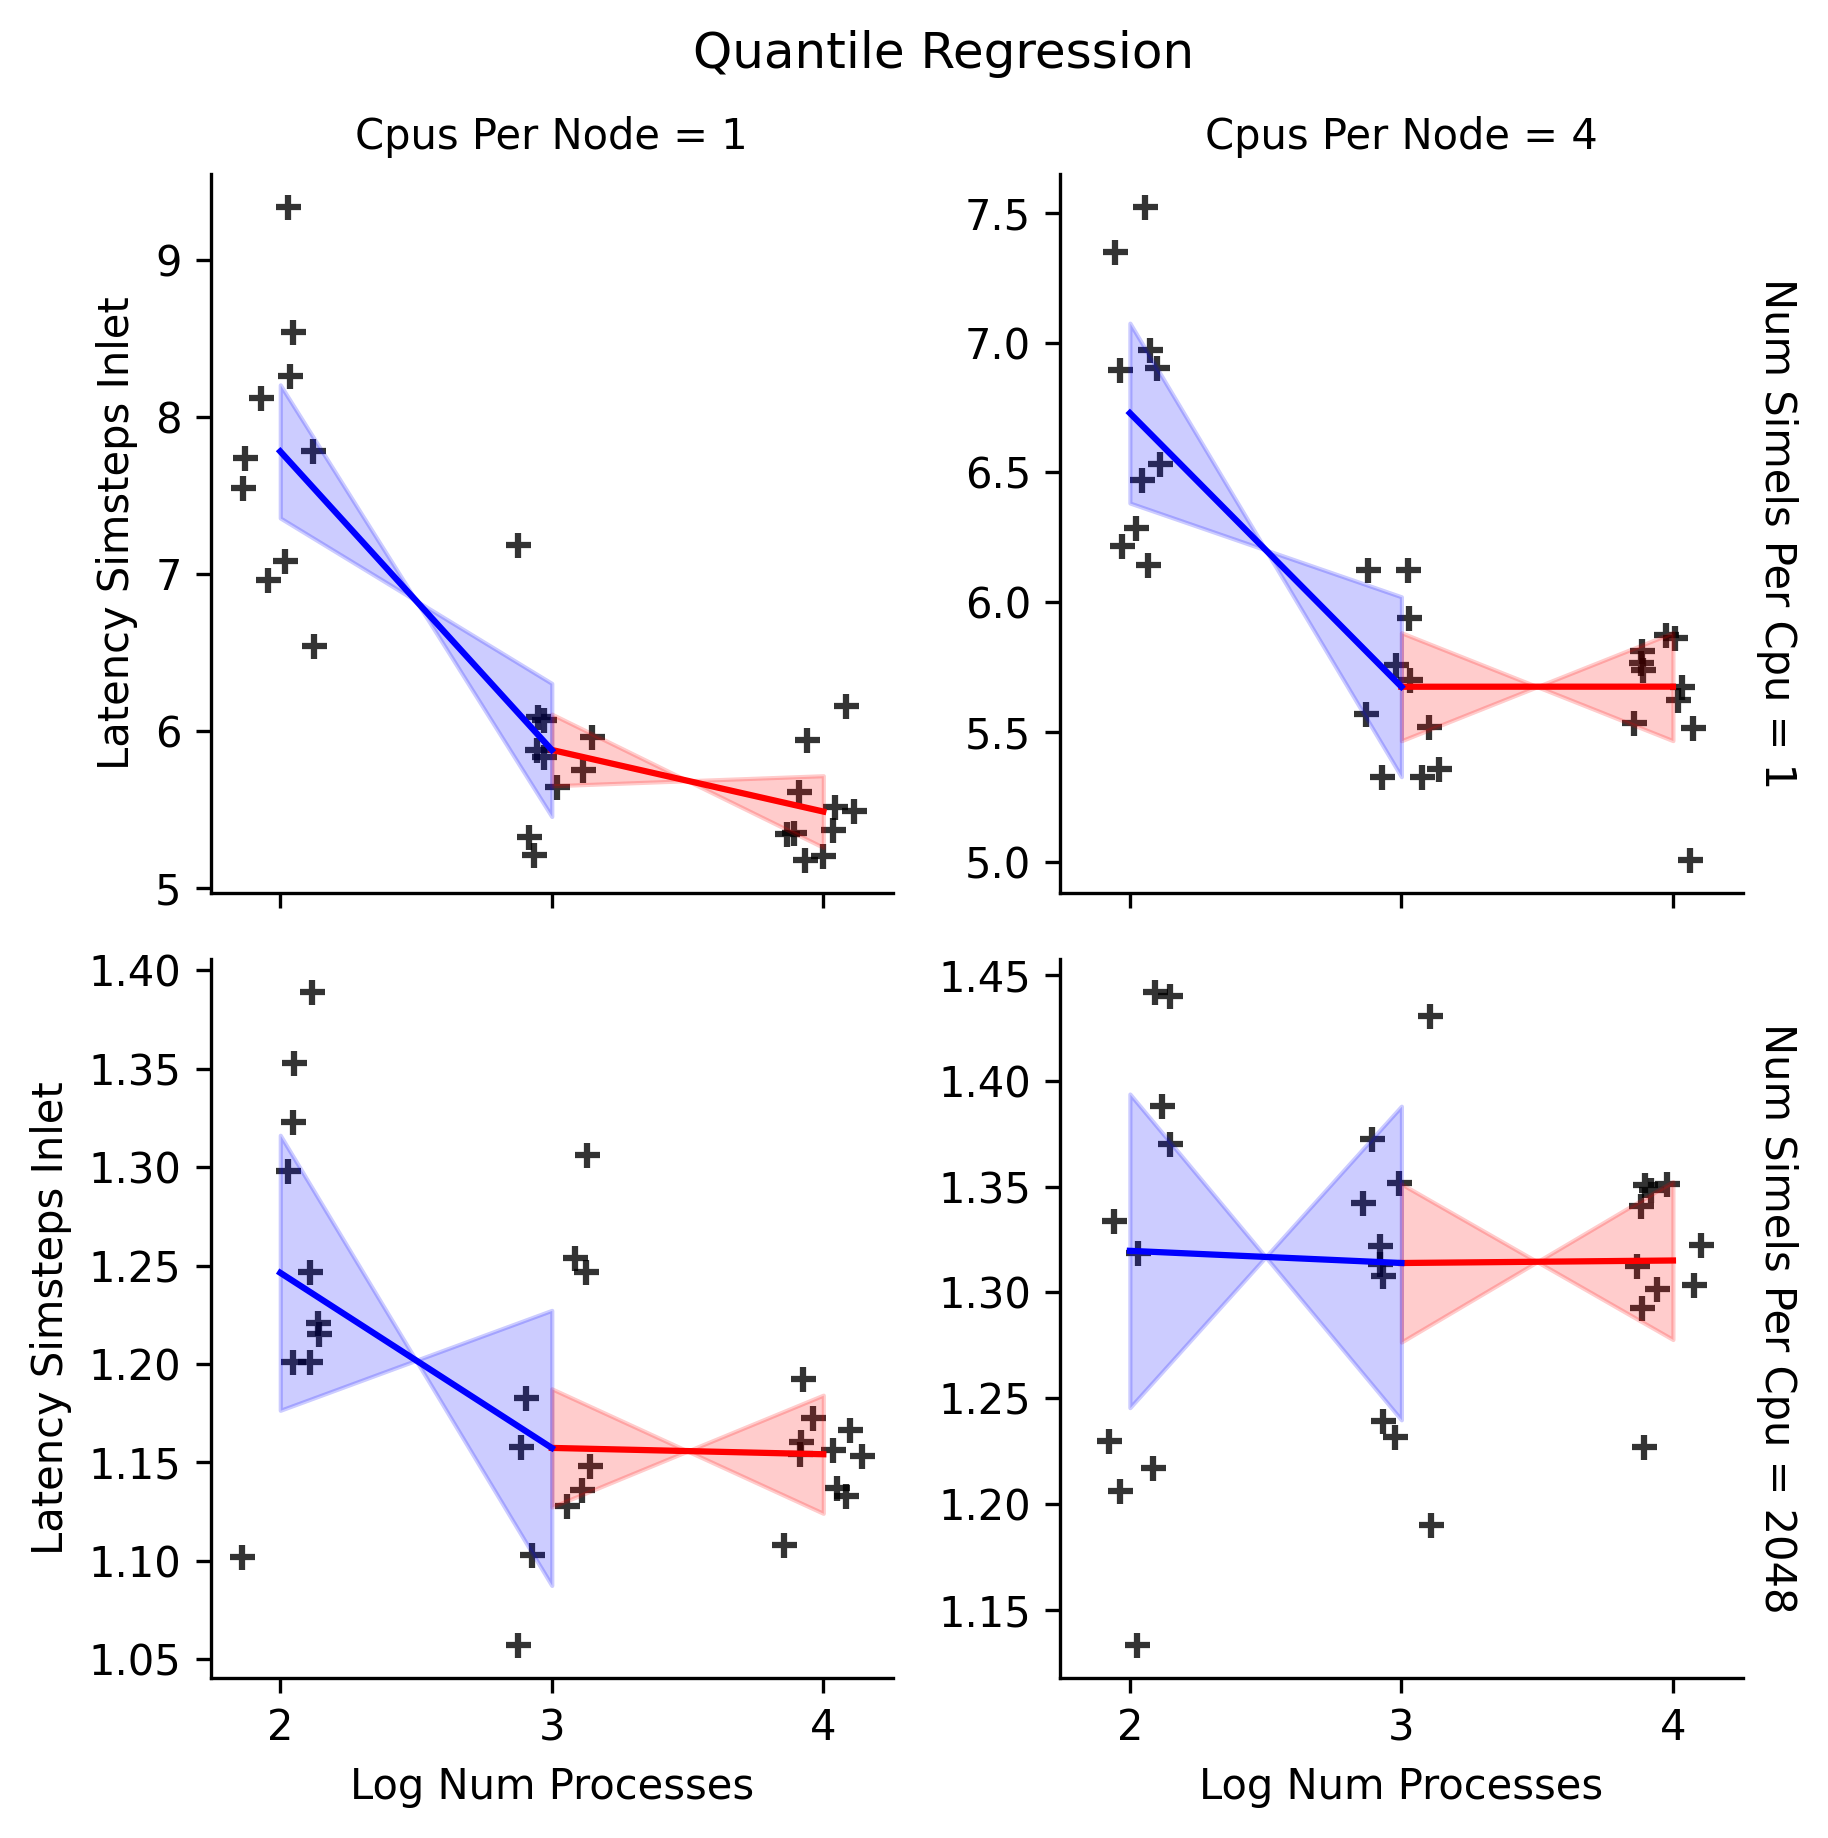 Quantile Regression
Cpus Per Node = 1
Cpus Per Node = 4
Latency Simsteps Inlet
9
8
7
6
5
7.5
7.0
6.5
6.0
5.5
5.0
Num Simels Per Cpu = 1
Latency Simsteps Inlet
1.40
1.35
1.30
1.25
1.20
1.15
1.10
1.05
2 3 4
Log Num Processes
1.45
1.40
1.35
1.30
1.25
1.20
1.15
2 3 4
Log Num Processes
Num Simels Per Cpu = 2048